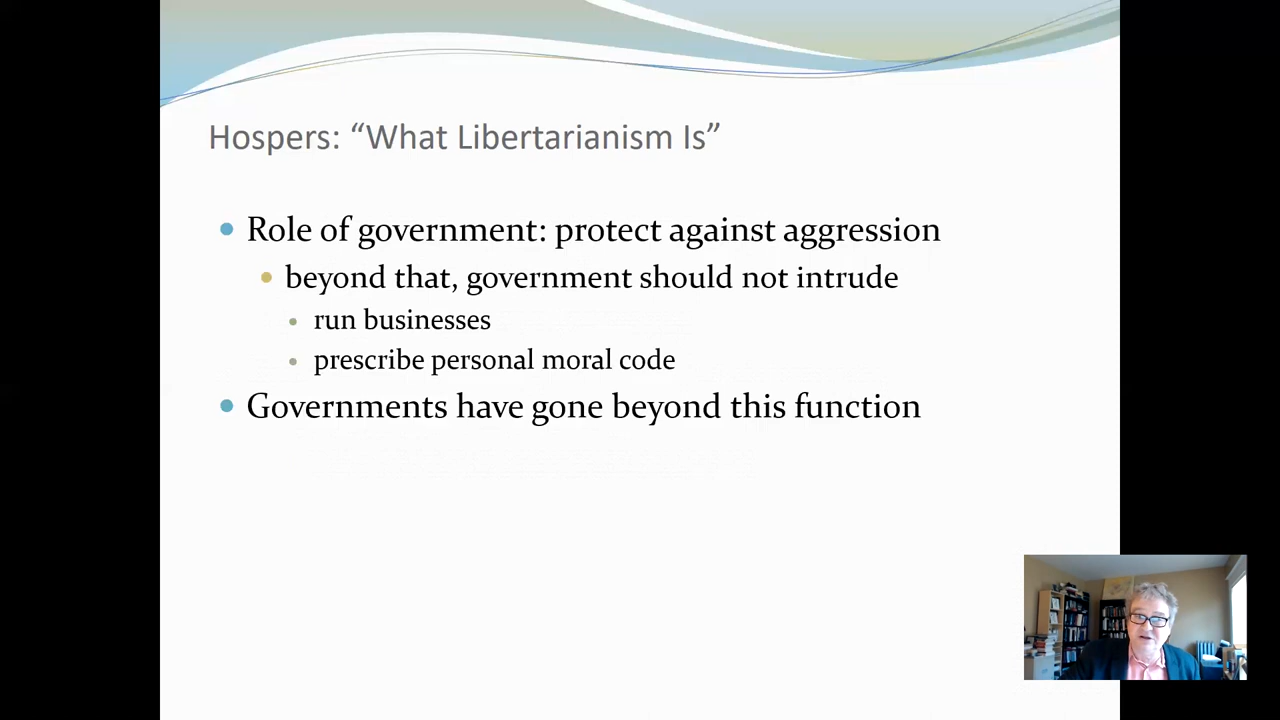 Hospers: “What Libertarianism Is”
Role of government: protect against aggression
beyond that, government should not intrude
run businesses
prescribe personal moral code
Governments have gone beyond this function